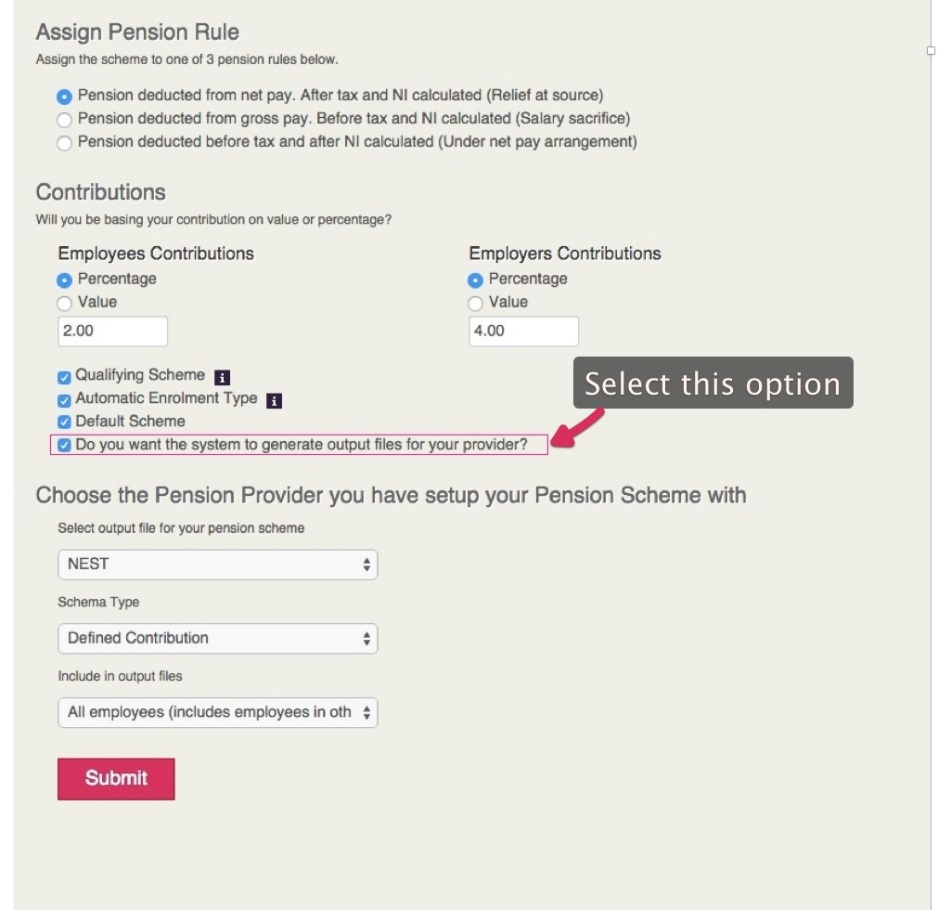 Assign Pension Rule
Assign the scheme to one of 3 pension rules below.
Pension deducted from net pay. After tax and NI calculated (Relief at source)
Pension deducted from gross pay. Before tax and NI calculated (Salary sacrifice)
Pension deducted before tax and after NI calculated (Under net pay arrangement)
Contributions
Will you be basing your contribution on value or percentage?
Employees Contributions
Percentage
Value
2.00
Employers Contributions
Percentage
Value
4.00
Qualifying Scheme i
Automatic Enrolment Type i
Default Scheme
Do you want the system to generate output files for your provider?
Select this option
Choose the Pension Provider you have setup your Pension Scheme with
Select output file for your pension scheme
NEST
Schema Type
Defined Contribution
Include in output files
All employees (includes employees in oth
Submit